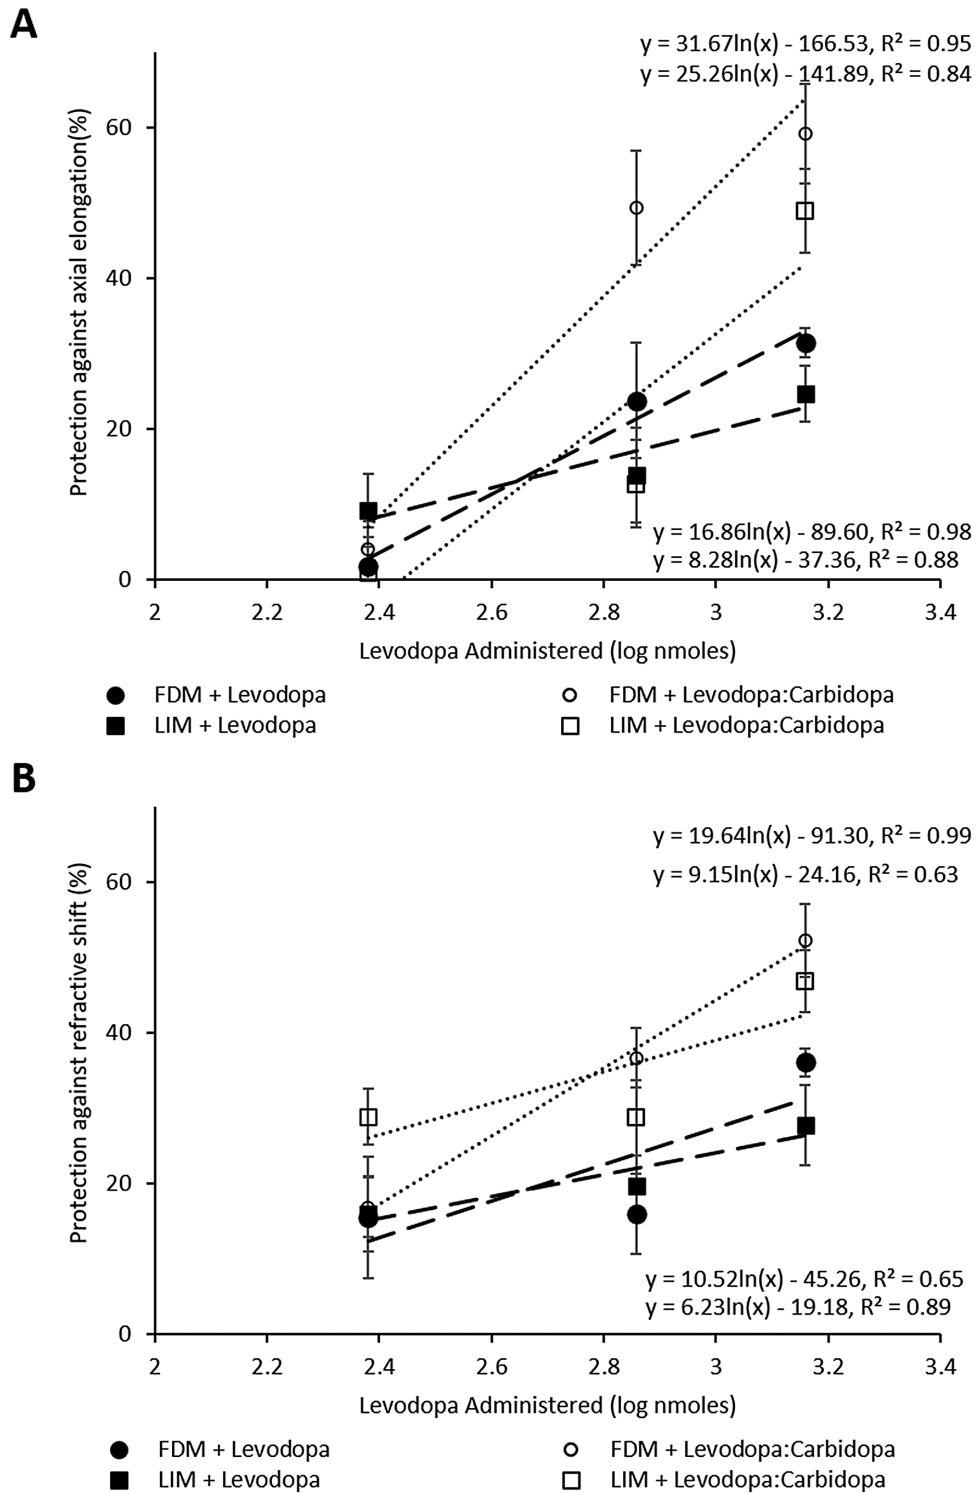 A
y = 31.67ln(x) - 166.53, R² = 0.95
y = 25.26ln(x) - 141.89, R² = 0.84
Protection against axial elongation(%)
60
40
20
0
y = 16.86ln(x) - 89.60, R² = 0.98
y = 8.28ln(x) - 37.36, R² = 0.88
2 2.2 2.4 2.6 2.8 3 3.2 3.4
Levodopa Administered (log nmoles)
FDM + Levodopa FDM + Levodopa:Carbidopa
LIM + Levodopa LIM + Levodopa:Carbidopa
B
y = 19.64ln(x) - 91.30, R² = 0.99
y = 9.15ln(x) - 24.16, R² = 0.63
Protection against refractive shift (%)
60
40
20
0
y = 10.52ln(x) - 45.26, R² = 0.65
y = 6.23ln(x) - 19.18, R² = 0.89
2 2.2 2.4 2.6 2.8 3 3.2 3.4
Levodopa Administered (log nmoles)
FDM + Levodopa FDM + Levodopa:Carbidopa
LIM + Levodopa LIM + Levodopa:Carbidopa